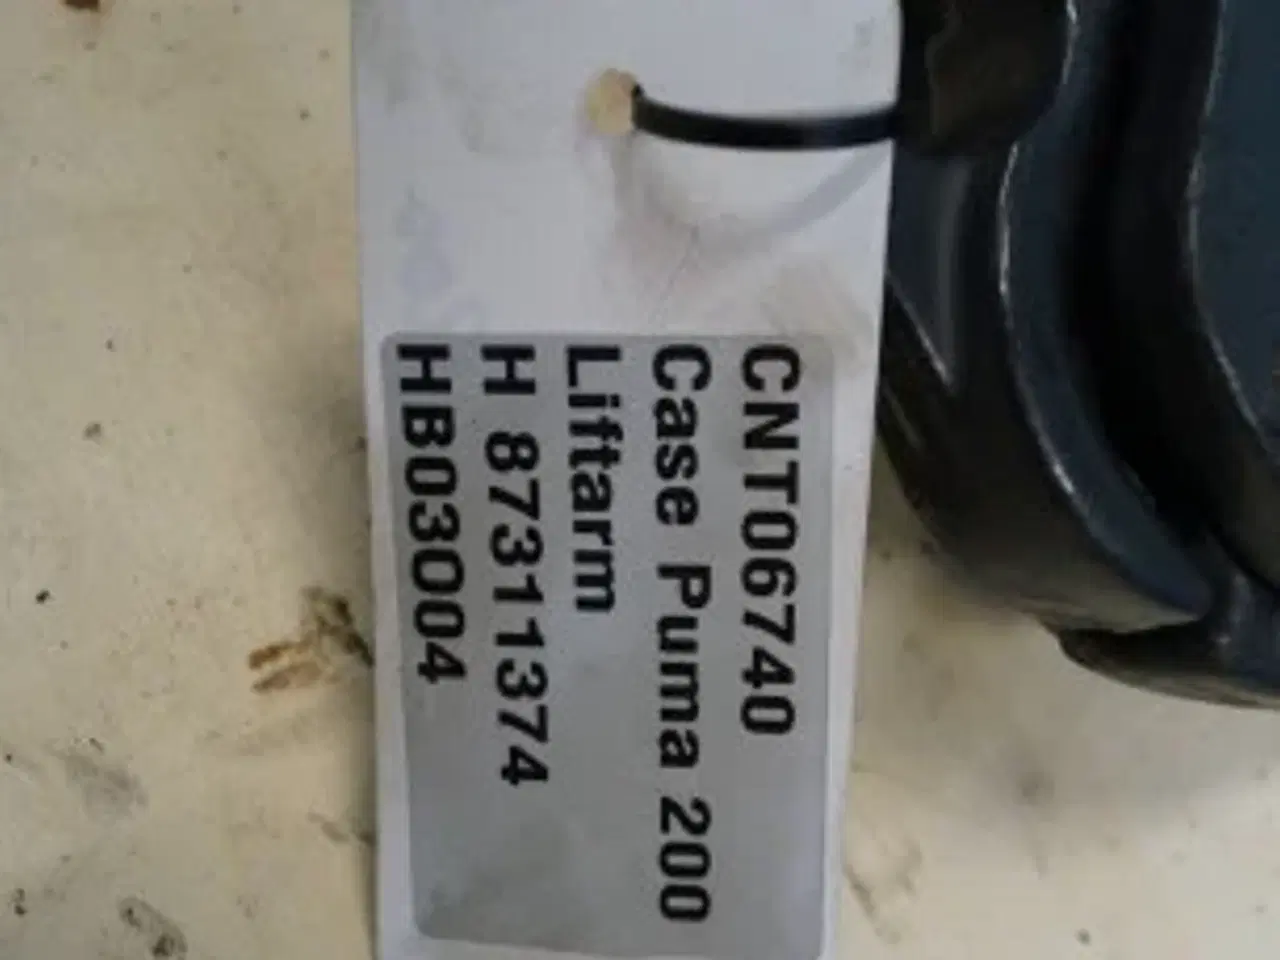 CNT06740
Case Puma 200
Liftarm
H 87311374
HB03004